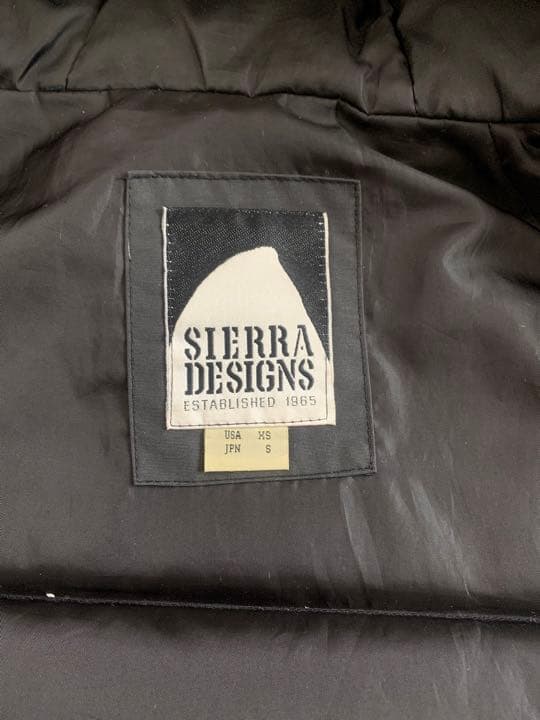 SIERRA
DESIGNS
ESTABLISHED 1965
USA XS
JPN S